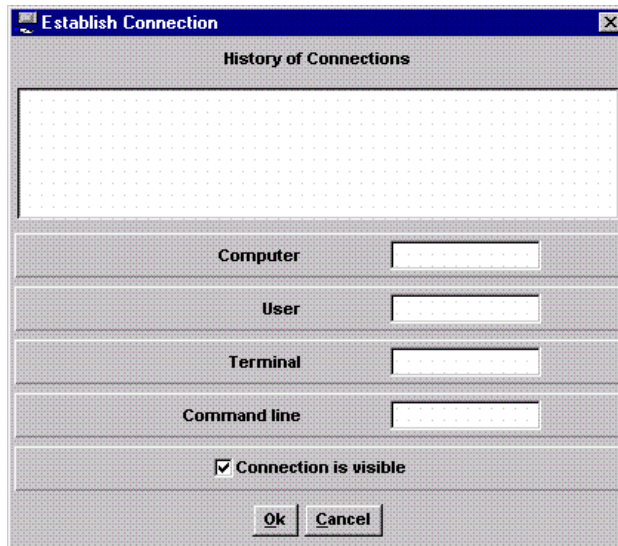 Establish Connection
History of Connections
Computer
User
Terminal
Command line
Connection is visible
Ok Cancel